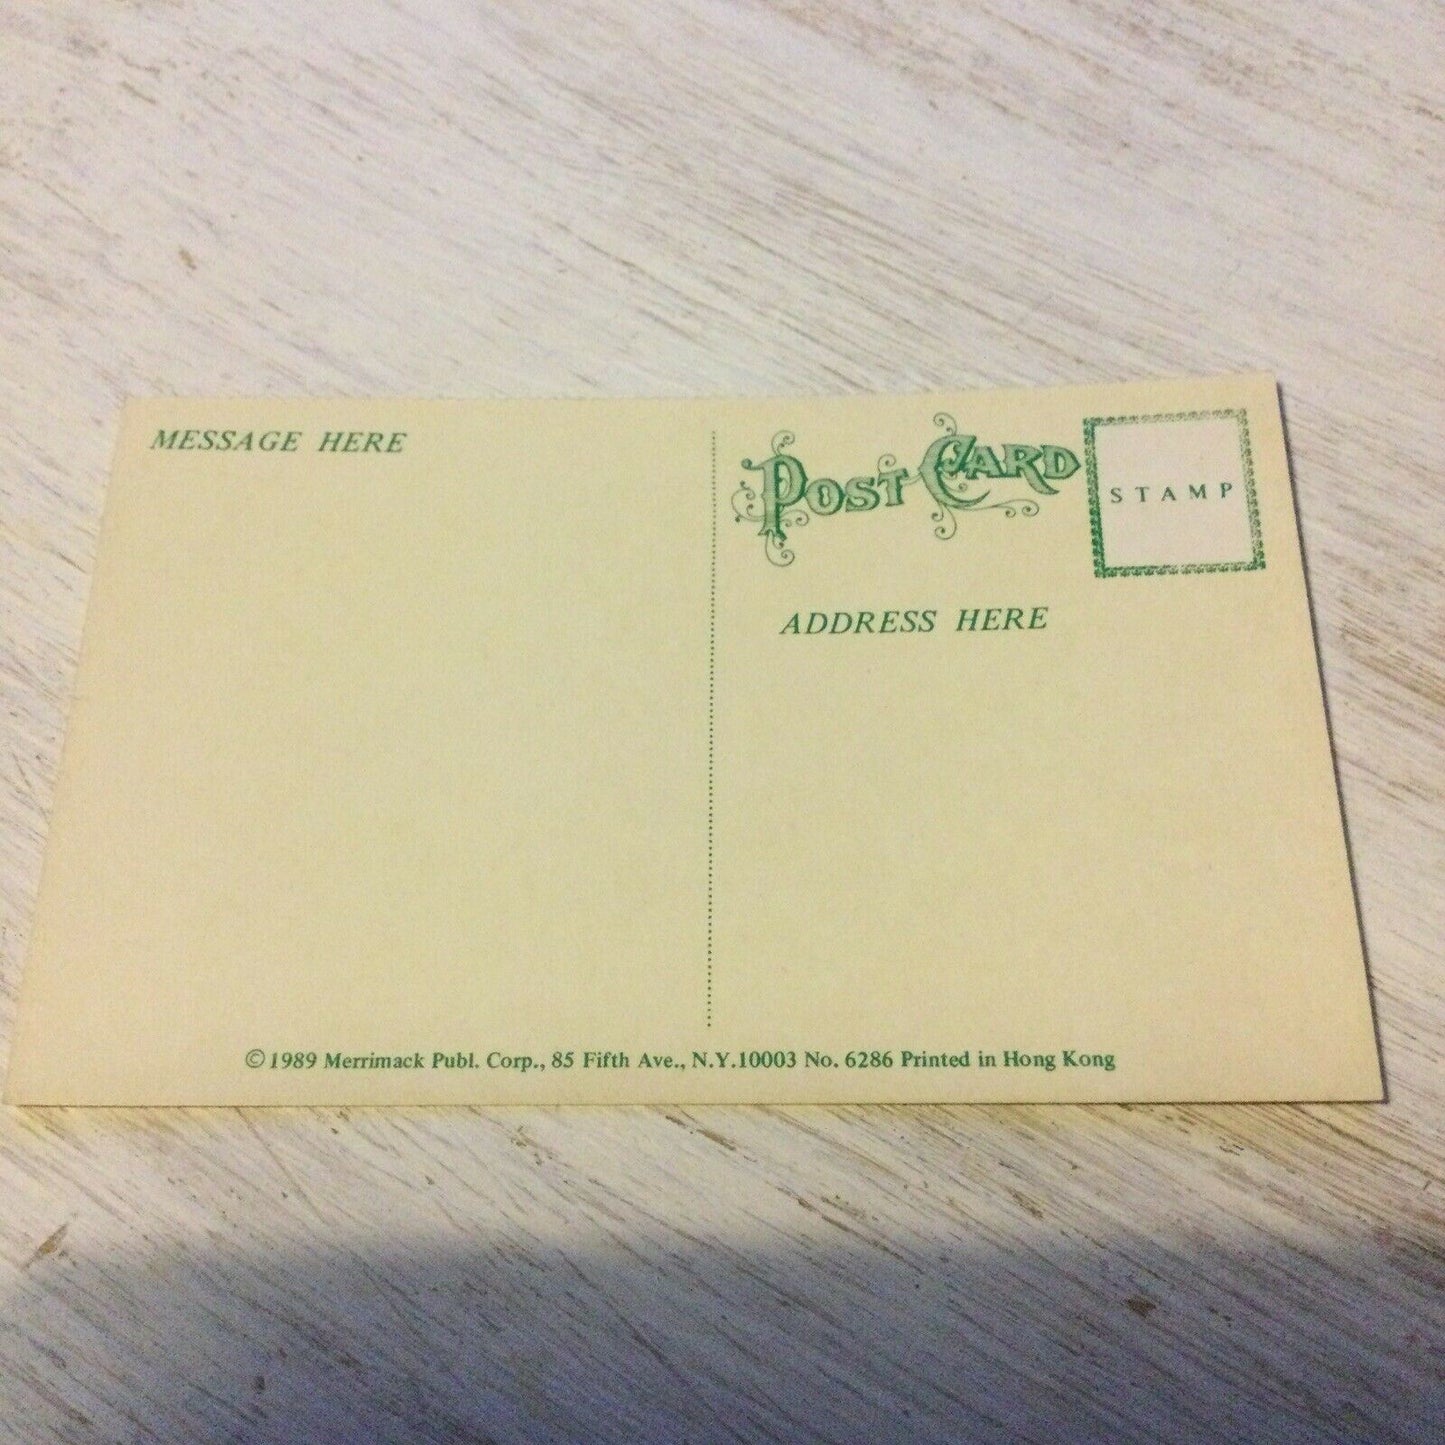 MESSAGE HERE
POST CARD
STAMP
ADDRESS HERE
©1989 Merrimack Publ. Corp., 85 Fifth Ave., N.Y.10003 No. 6286 Printed in Hong Kong